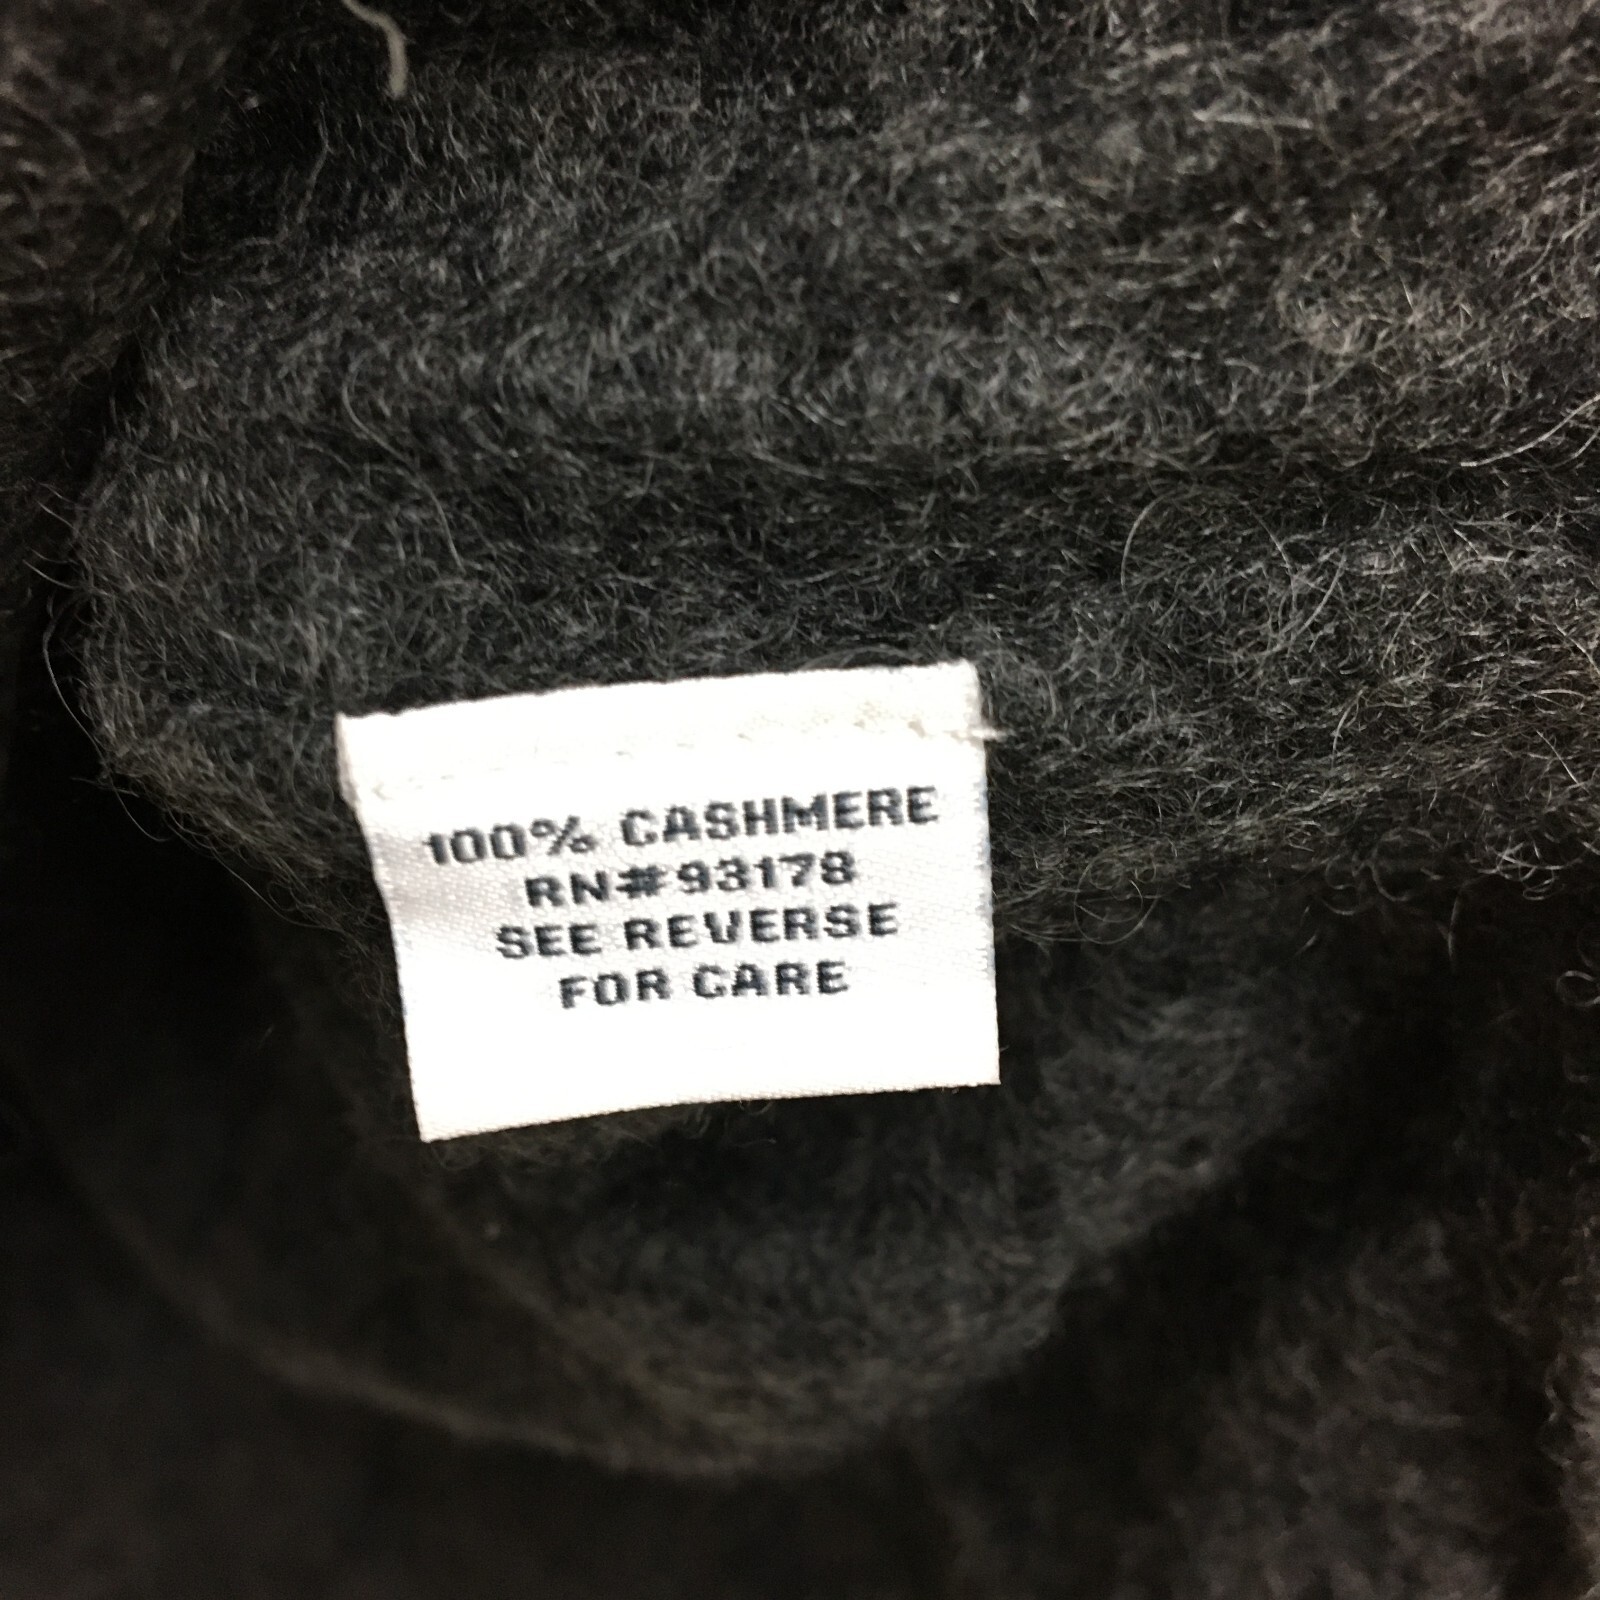 100% CASHMERE
RN#93178
SEE REVERSE
FOR CARE